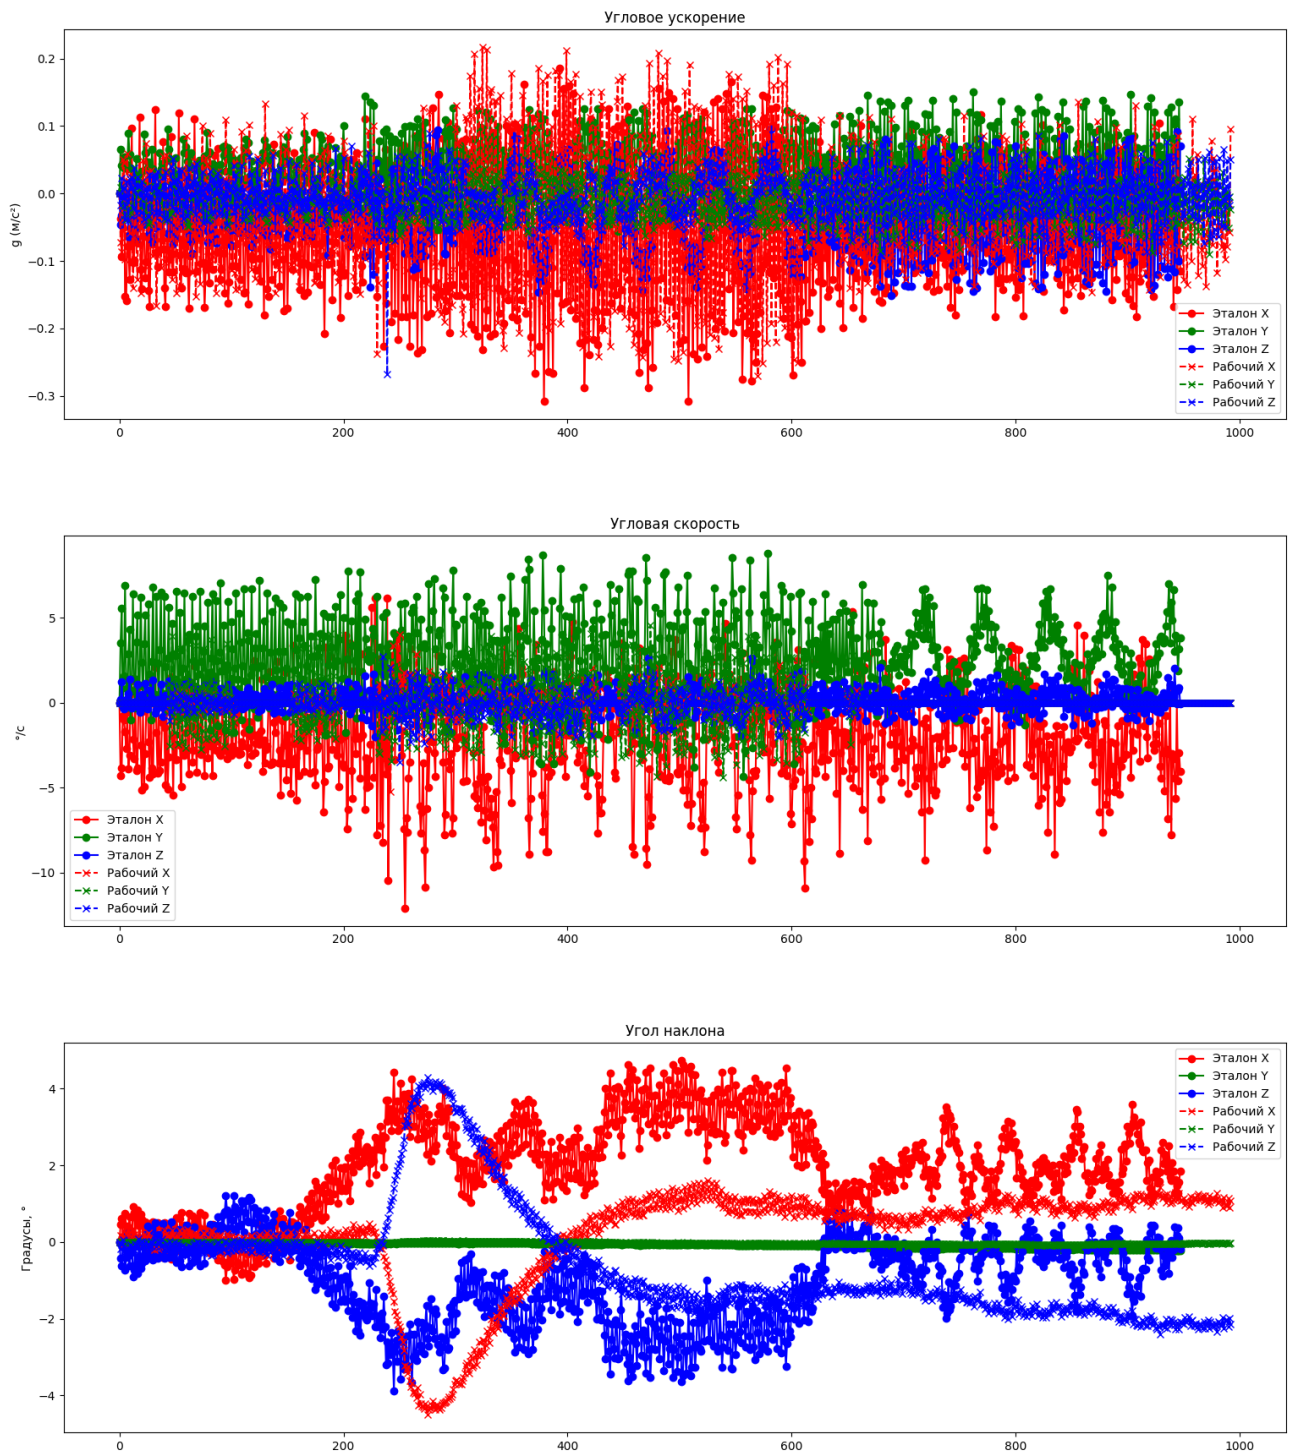 Угловое ускорение
0.2
0.1
0.0
−0.1
−0.2
−0.3
g (м/с²)
Эталон X
Эталон Y
Эталон Z
Рабочий X
Рабочий Y
Рабочий Z
0 200 400 600 800 1000
Угловая скорость
5
0
−5
−10
°/с
Эталон X
Эталон Y
Эталон Z
Рабочий X
Рабочий Y
Рабочий Z
0 200 400 600 800 1000
Угол наклона
4
2
0
−2
−4
Градусы, °
Эталон X
Эталон Y
Эталон Z
Рабочий X
Рабочий Y
Рабочий Z
0 200 400 600 800 1000